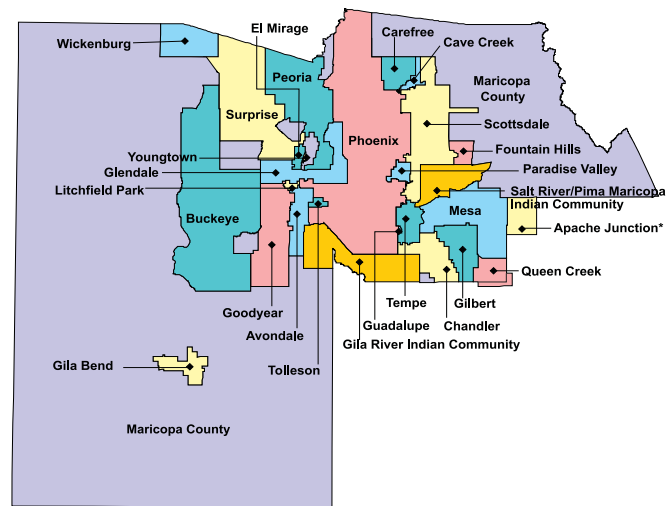 El Mirage
Wickenburg
Carefree
Cave Creek
Peoria
Maricopa
County
Surprise
Scottsdale
Phoenix
Fountain Hills
Youngtown
Glendale
Paradise Valley
Litchfield Park
Salt River/Pima Maricopa
Indian Community
Mesa
Buckeye
Apache Junction*
Queen Creek
Tempe
Gilbert
Goodyear
Guadalupe
Chandler
Avondale
Gila River Indian Community
Tolleson
Gila Bend
Maricopa County